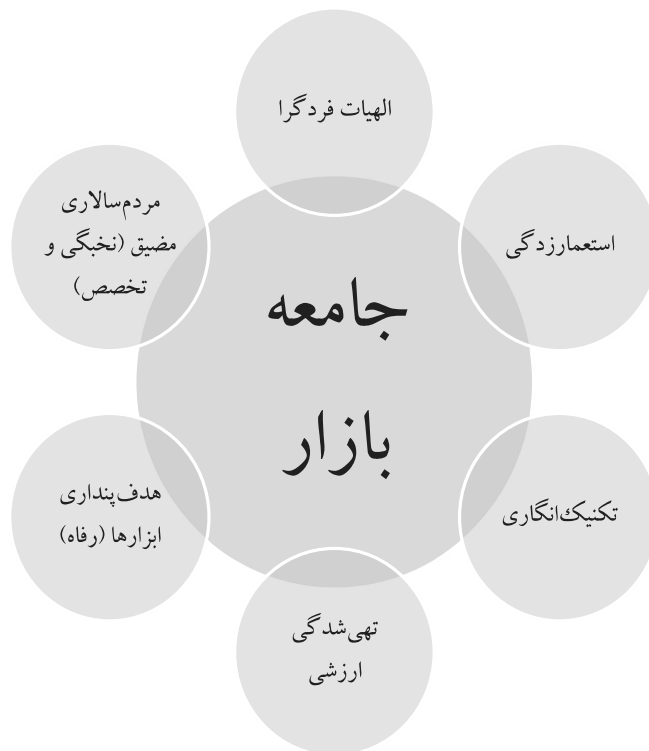 الهیات فردگرا
استعمارزدگی
مردم‌سالاری
مضیق (نخبگی و
تخصص)
جامعه
بازار
تکنیک‌انگاری
هدف‌پنداری
ابزارها (رفاه)
تهی‌شدگی
ارزشی